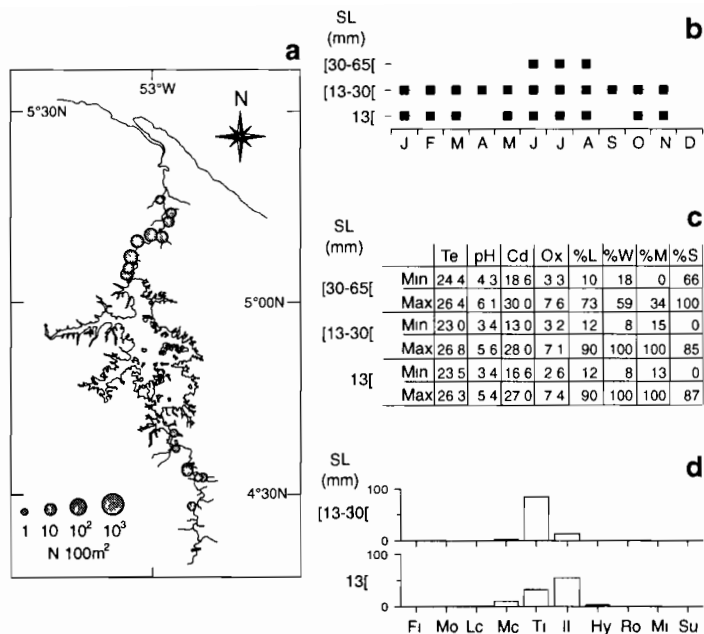 a
53°W
5°30N
N
5°00N
4°30N
1 10 10² 10³
N 100m²
b
SL
(mm)
[30-65[
[13-30[
13[
J F M A M J J A S O N D
c
SL
(mm)
Te pH Cd Ox %L %W %M %S
[30-65[
Min 24 4 4 3 18 6 3 3 10 18 0 66
Max 26 4 6 1 30 0 7 6 73 59 34 100
[13-30[
Min 23 0 3 4 13 0 3 2 12 8 15 0
Max 26 8 5 6 28 0 7 1 90 100 100 85
13[
Min 23 5 3 4 16 6 2 6 12 8 13 0
Max 26 3 5 4 27 0 7 4 90 100 100 87
d
SL
(mm)
100
[13-30[
0
100
13[
0
Fi Mo Lc Mc Ti Il Hy Ro Mi Su